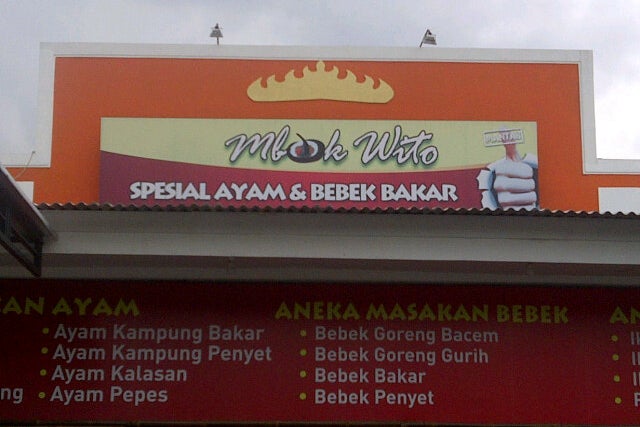 Mbok Wito
SPESIAL AYAM & BEBEK BAKAR
AN AYAM
• Ayam Kampung Bakar
• Ayam Kampung Penyet
• Ayam Kalasan
• Ayam Pepes
ANEKA MASAKAN BEBEK
• Bebek Goreng Bacem
• Bebek Goreng Gurih
• Bebek Bakar
• Bebek Penyet